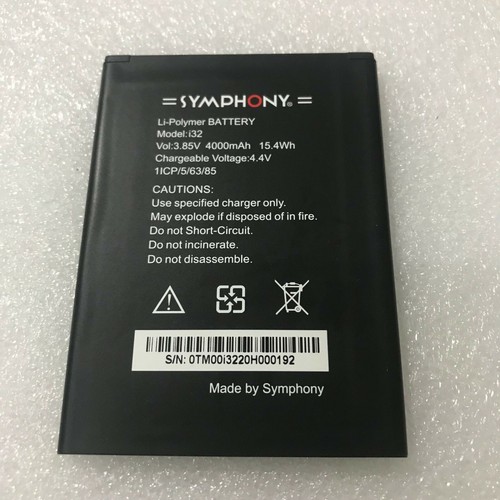 =SYMPHONY®=
Li-Polymer BATTERY
Model:i32
Vol:3.85V 4000mAh 15.4Wh
Chargeable Voltage:4.4V
1ICP/5/63/85
CAUTIONS:
Use specified charger only.
May explode if disposed of in fire.
Do not Short-Circuit.
Do not incinerate.
Do not disassemble.
S/N: 0TM00i3220H000192
Made by Symphony